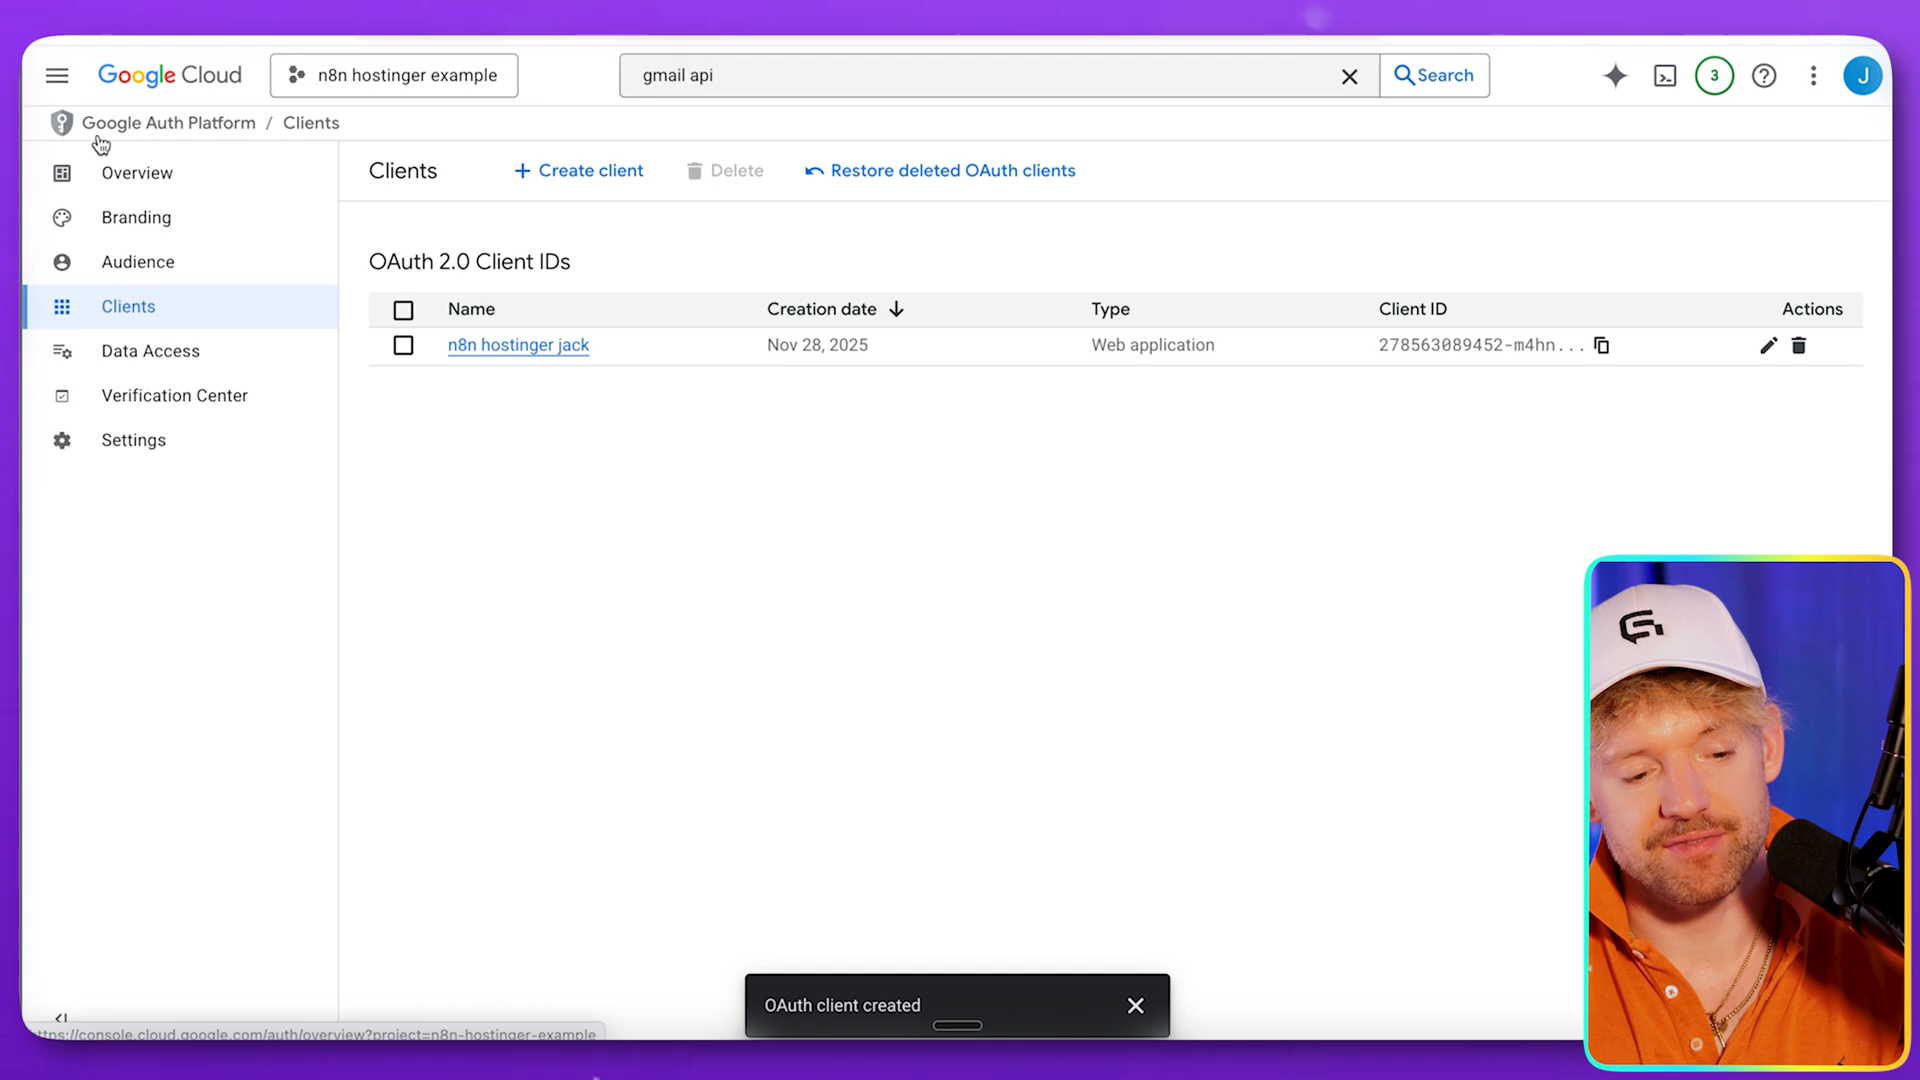 Google Cloud
n8n hostinger example
gmail api
Search
3
J
Google Auth Platform / Clients
Overview
Branding
Audience
Clients
Data Access
Verification Center
Settings
Clients
+ Create client
Delete
Restore deleted OAuth clients
OAuth 2.0 Client IDs
Name
Creation date
Type
Client ID
Actions
n8n hostinger jack
Nov 28, 2025
Web application
278563089452-m4hn...
OAuth client created
https://console.cloud.google.com/auth/overview?project=n8n-hostinger-example